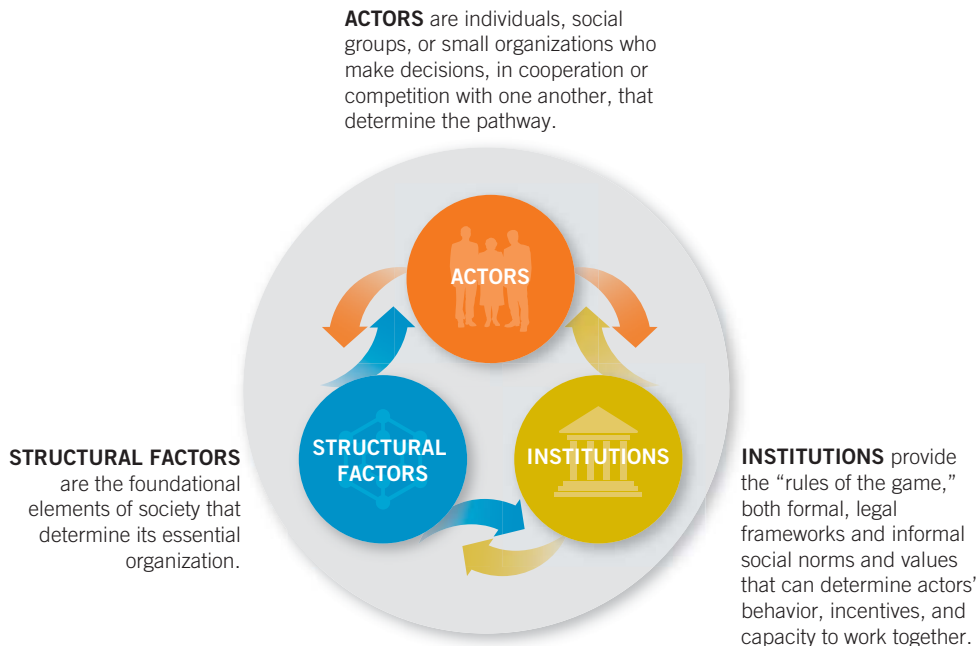 ACTORS are individuals, social
groups, or small organizations who
make decisions, in cooperation or
competition with one another, that
determine the pathway.
ACTORS
STRUCTURAL
FACTORS
INSTITUTIONS
STRUCTURAL FACTORS
are the foundational
elements of society that
determine its essential
organization.
INSTITUTIONS provide
the “rules of the game,”
both formal, legal
frameworks and informal
social norms and values
that can determine actors’
behavior, incentives, and
capacity to work together.